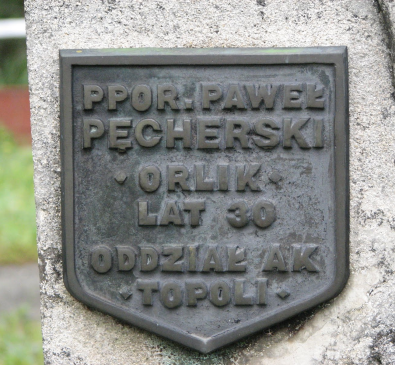 PPOR. PAWEŁ
PĘCHERSKI
· ORLIK ·
LAT 30
ODDZIAŁ AK
· TOPOLI ·